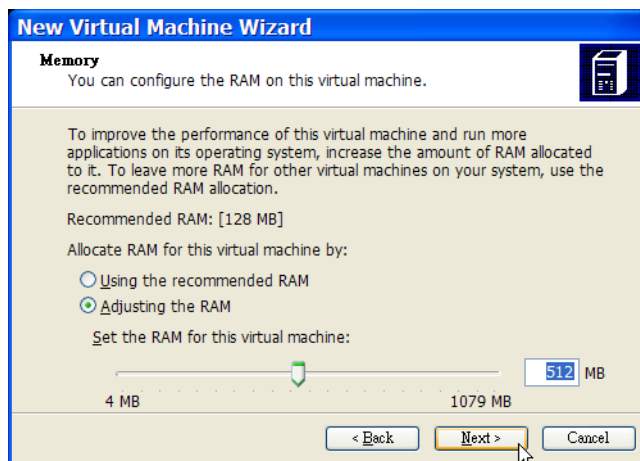 New Virtual Machine Wizard
Memory
You can configure the RAM on this virtual machine.
To improve the performance of this virtual machine and run more
applications on its operating system, increase the amount of RAM allocated
to it. To leave more RAM for other virtual machines on your system, use the
recommended RAM allocation.
Recommended RAM: [128 MB]
Allocate RAM for this virtual machine by:
Using the recommended RAM
Adjusting the RAM
Set the RAM for this virtual machine:
512 MB
4 MB 1079 MB
< Back Next > Cancel